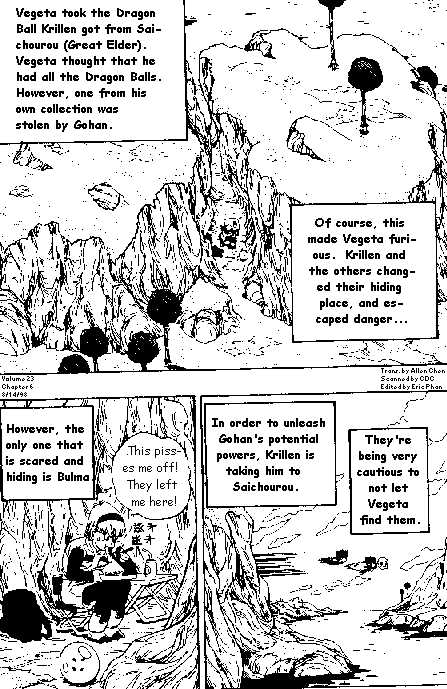 Vegeta took the Dragon
Ball Krillen got from Sai-
chourou (Great Elder).
Vegeta thought that he
had all the Dragon Balls.
However, one from his
own collection was
stolen by Gohan.
Of course, this
made Vegeta furi-
ous. Krillen and
the others chang-
ed their hiding
place, and es-
caped danger...
Volume 23
Chapter 6
8/14/98
Trans. by Allen Chen
Scanned by CDC
Edited by Eric Phan
However, the
only one that
is scared and
hiding is Bulma
This piss-
es me off!
They left
me here!
In order to unleash
Gohan's potential
powers, Krillen is
taking him to
Saichourou.
They're
being very
cautious to
not let
Vegeta
find them.